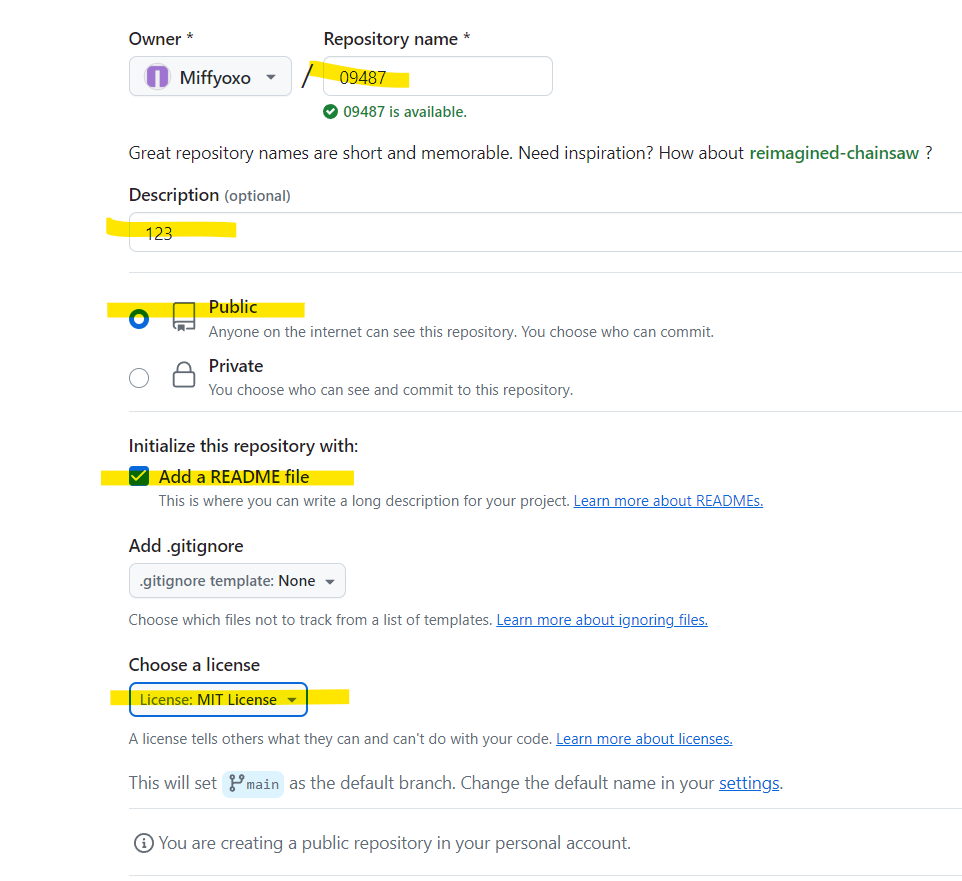 Owner * Repository name *
Miffyoxo / 09487
09487 is available.
Great repository names are short and memorable. Need inspiration? How about reimagined-chainsaw ?
Description (optional)
123
Public
Anyone on the internet can see this repository. You choose who can commit.
Private
You choose who can see and commit to this repository.
Initialize this repository with:
Add a README file
This is where you can write a long description for your project. Learn more about READMEs.
Add .gitignore
.gitignore template: None
Choose which files not to track from a list of templates. Learn more about ignoring files.
Choose a license
License: MIT License
A license tells others what they can and can't do with your code. Learn more about licenses.
This will set main as the default branch. Change the default name in your settings.
You are creating a public repository in your personal account.